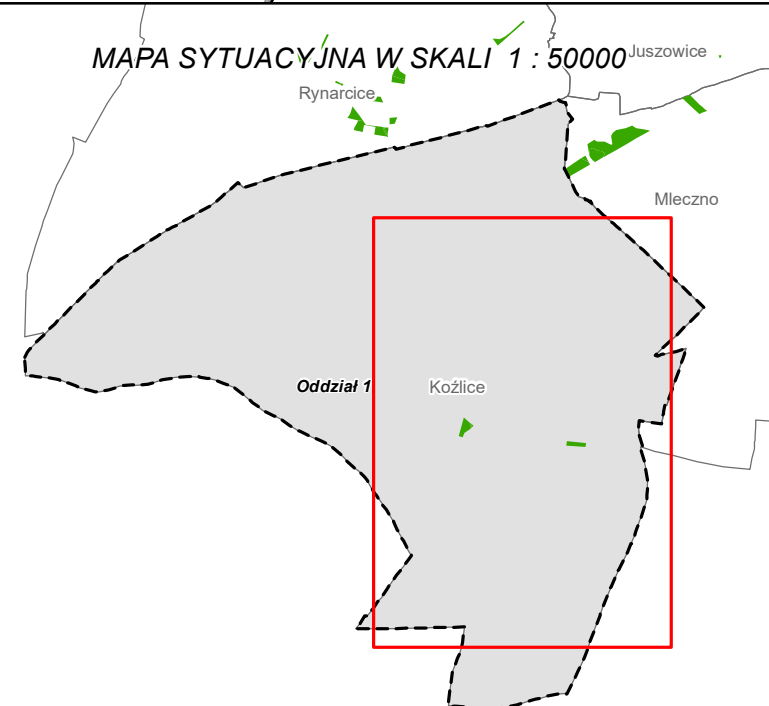 MAPA SYTUACYJNA W SKALI 1 : 50000
Juszowice
Rynarcice
Mleczno
Oddział 1
Koźlice